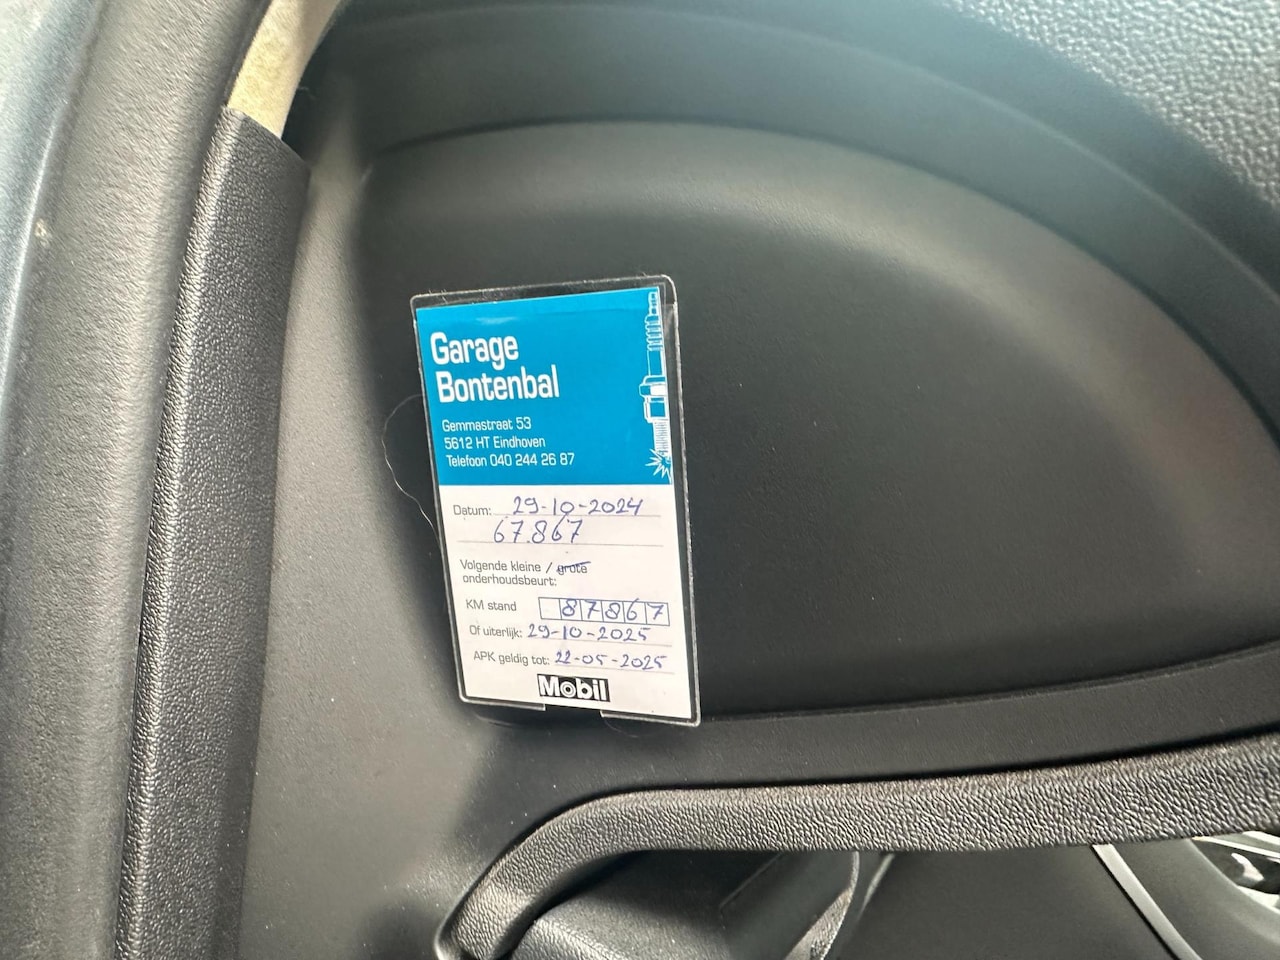 Garage
Bontenbal
Gemmastraat 53
5612 HT Eindhoven
Telefoon 040 244 26 87
Datum: 29-10-2024
67.867
Volgende kleine / grote
onderhoudsbeurt:
KM stand 87867
Of uiterlijk: 29-10-2025
APK geldig tot: 22-05-2025
Mobil